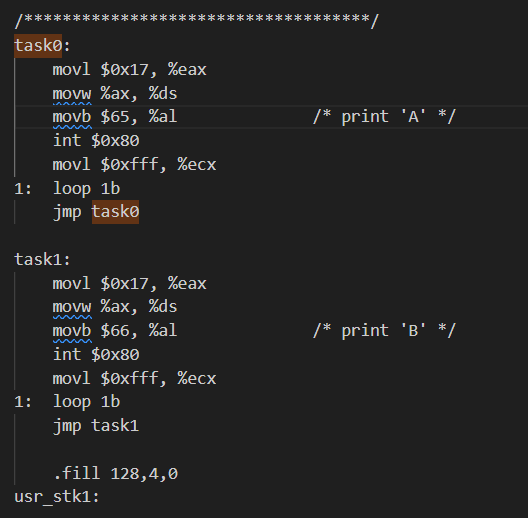 /************************************/
task0:
    movl $0x17, %eax
    movw %ax, %ds
    movb $65, %al              /* print 'A' */
    int $0x80
    movl $0xfff, %ecx
1:  loop 1b
    jmp task0
task1:
    movl $0x17, %eax
    movw %ax, %ds
    movb $66, %al              /* print 'B' */
    int $0x80
    movl $0xfff, %ecx
1:  loop 1b
    jmp task1
    .fill 128,4,0
usr_stk1: